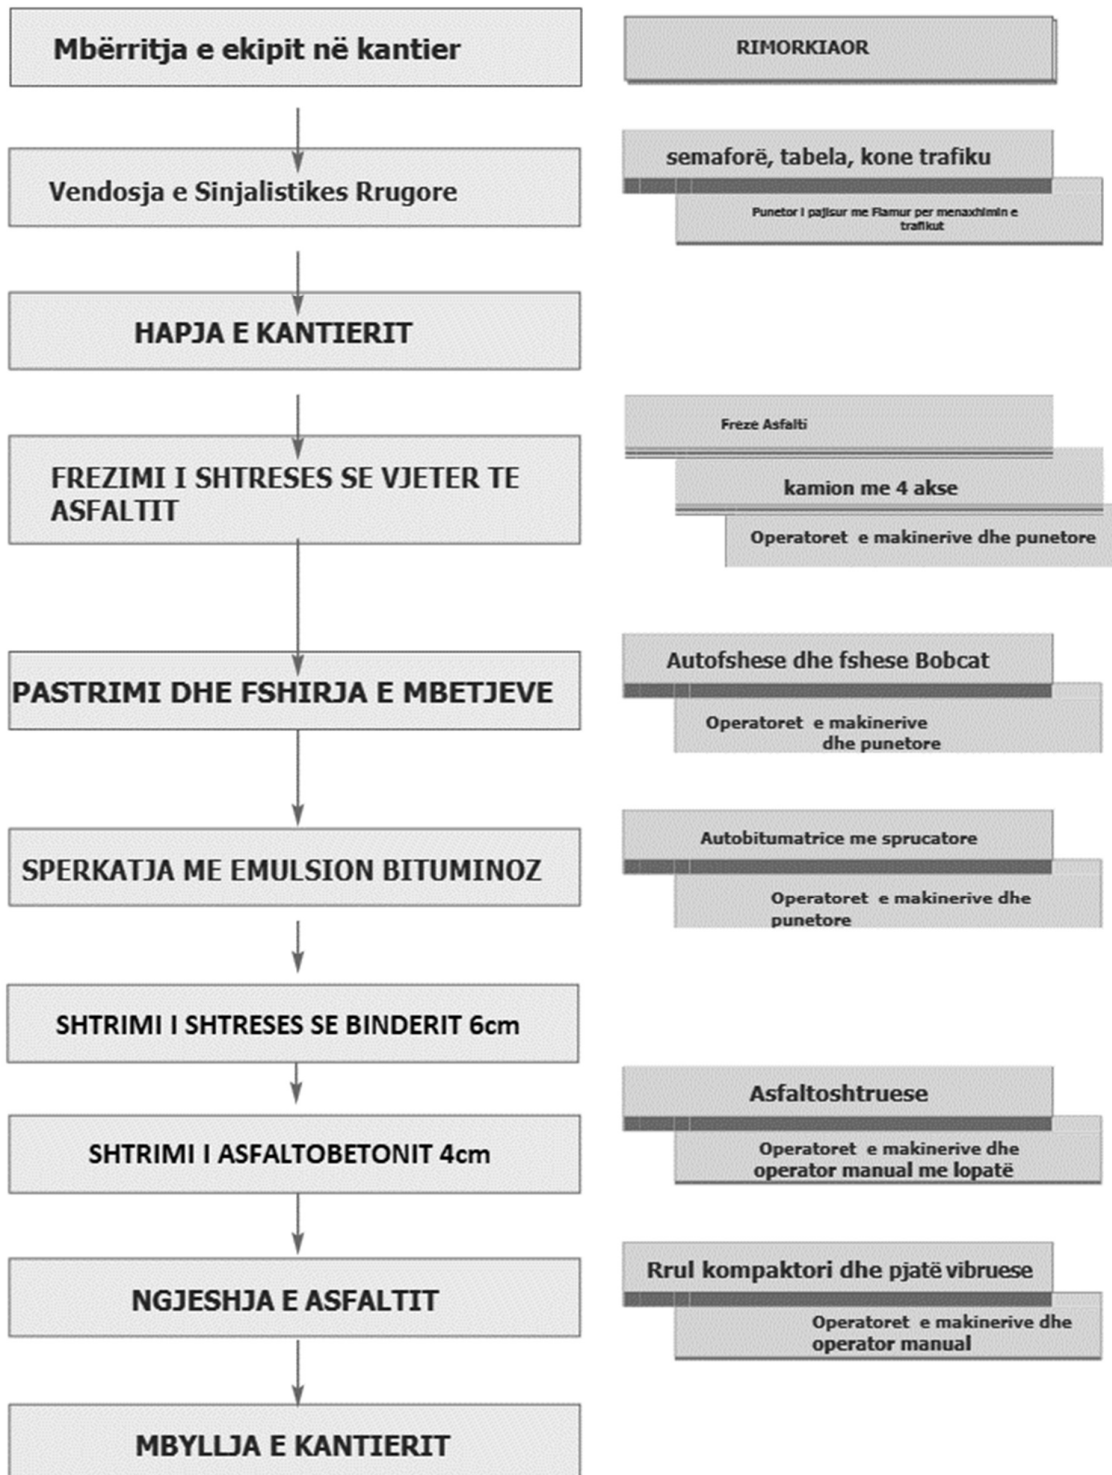 Mbërritja e ekipit në kantier
RIMORKIAOR
Vendosja e Sinjalistikes Rrugore
semaforë, tabela, kone trafiku
Punetor i pajisur me Flamur per menaxhimin e
trafikut
HAPJA E KANTIERIT
FREZIMI I SHTRESES SE VJETER TE
ASFALTIT
Freze Asfalti
kamion me 4 akse
Operatoret e makinerive dhe punetore
PASTRIMI DHE FSHIRJA E MBETJEVE
Autofshese dhe fshese Bobcat
Operatoret e makinerive
dhe punetore
SPERKATJA ME EMULSION BITUMINOZ
Autobitumatrice me sprucatore
Operatoret e makinerive dhe
punetore
SHTRIMI I SHTRESES SE BINDERIT 6cm
SHTRIMI I ASFALTOBETONIT 4cm
Asfaltoshtruese
Operatoret e makinerive dhe
operator manual me lopatë
NGJESHJA E ASFALTIT
Rrul kompaktori dhe pjatë vibruese
Operatoret e makinerive dhe
operator manual
MBYLLJA E KANTIERIT